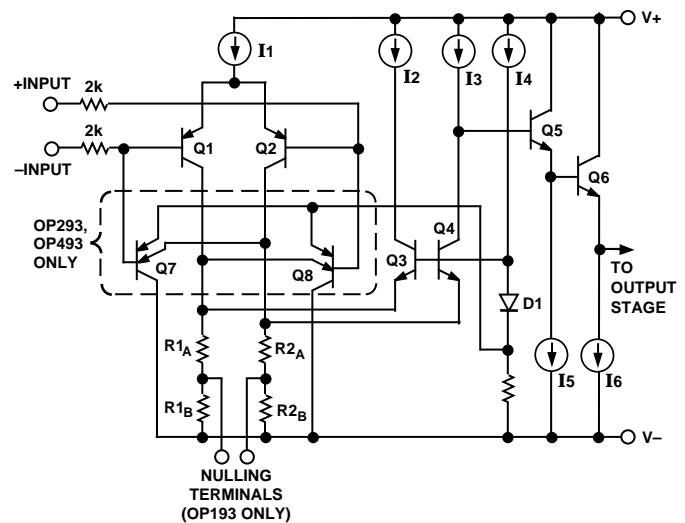 V+
I1
I2
I3
I4
+INPUT
2k
2k
–INPUT
Q1
Q2
Q5
Q6
OP293,
OP493
ONLY
Q7
Q8
Q3
Q4
TO
OUTPUT
STAGE
D1
R1A
R2A
I5
I6
R1B
R2B
V–
NULLING
TERMINALS
(OP193 ONLY)